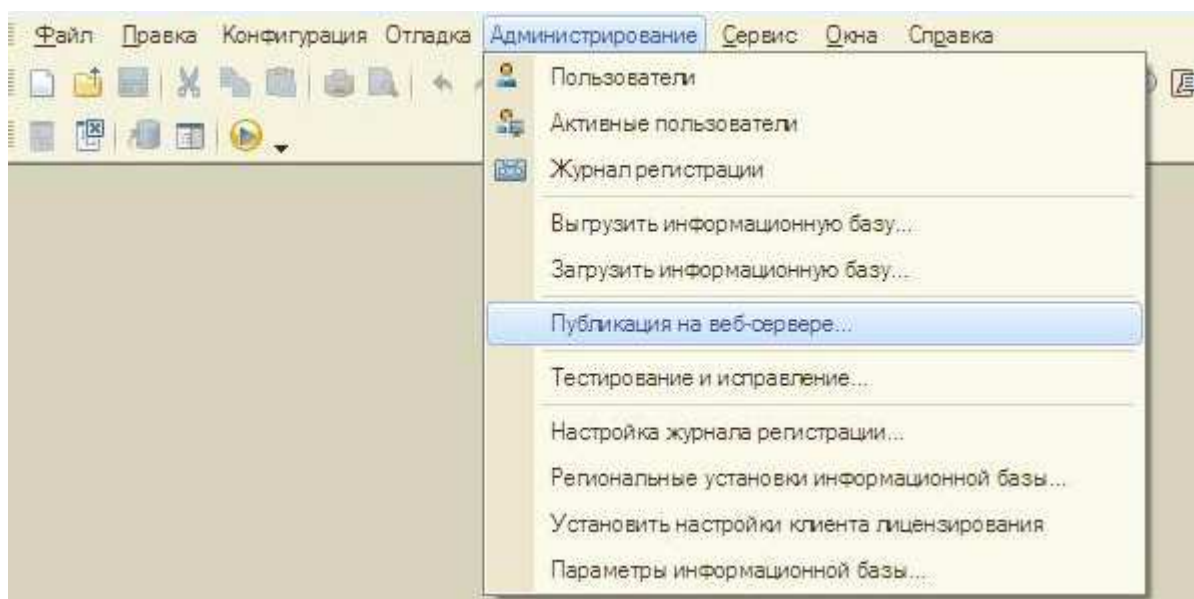 Файл Правка Конфигурация Отладка Администрирование Сервис Окна Справка
Пользователи
Активные пользователи
Журнал регистрации
Выгрузить информационную базу...
Загрузить информационную базу...
Публикация на веб-сервере...
Тестирование и исправление...
Настройка журнала регистрации...
Региональные установки информационной базы...
Установить настройки клиента лицензирования
Параметры информационной базы...